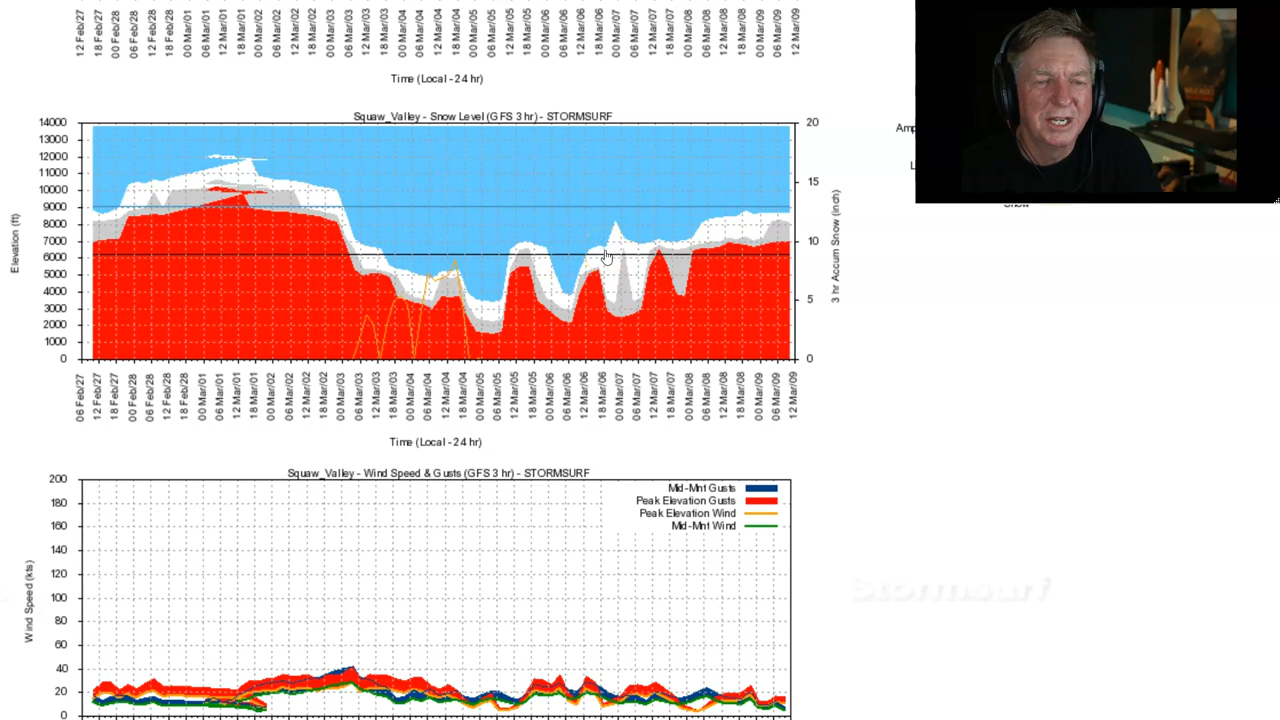 12 Feb/27 18 Feb/27 00 Feb/28 06 Feb/28 12 Feb/28 18 Feb/28 00 Mar/01 06 Mar/01 12 Mar/01 18 Mar/01 00 Mar/02 06 Mar/02 12 Mar/02 18 Mar/02 00 Mar/03 06 Mar/03 12 Mar/03 18 Mar/03 00 Mar/04 06 Mar/04 12 Mar/04 18 Mar/04 00 Mar/05 06 Mar/05 12 Mar/05 18 Mar/05 00 Mar/06 06 Mar/06 12 Mar/06 18 Mar/06 00 Mar/07 06 Mar/07 12 Mar/07 18 Mar/07 00 Mar/08 06 Mar/08 12 Mar/08 18 Mar/08 00 Mar/09 06 Mar/09 12 Mar/09
Time (Local - 24 hr)
Squaw_Valley - Snow Level (GFS 3 hr) - STORMSURF
Elevation (ft)
14000
13000
12000
11000
10000
9000
8000
7000
6000
5000
4000
3000
2000
1000
0
20
15
10
5
0
3 hr Accum Snow (inch)
06 Feb/27 12 Feb/27 18 Feb/27 00 Feb/28 06 Feb/28 12 Feb/28 18 Feb/28 00 Mar/01 06 Mar/01 12 Mar/01 18 Mar/01 00 Mar/02 06 Mar/02 12 Mar/02 18 Mar/02 00 Mar/03 06 Mar/03 12 Mar/03 18 Mar/03 00 Mar/04 06 Mar/04 12 Mar/04 18 Mar/04 00 Mar/05 06 Mar/05 12 Mar/05 18 Mar/05 00 Mar/06 06 Mar/06 12 Mar/06 18 Mar/06 00 Mar/07 06 Mar/07 12 Mar/07 18 Mar/07 00 Mar/08 06 Mar/08 12 Mar/08 18 Mar/08 00 Mar/09 06 Mar/09 12 Mar/09
Time (Local - 24 hr)
Squaw_Valley - Wind Speed & Gusts (GFS 3 hr) - STORMSURF
Wind Speed (kts)
200
180
160
140
120
100
80
60
40
20
0
Mid-Mnt Gusts
Peak Elevation Gusts
Peak Elevation Wind
Mid-Mnt Wind
Amp
L
Snow
Stormsurf